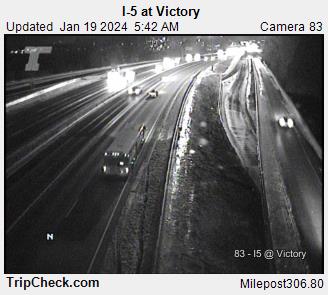 I-5 at Victory
Updated Jan 19 2024 5:42 AM Camera 83
T
N
83 - I5 @ Victory
TripCheck.com Milepost306.80